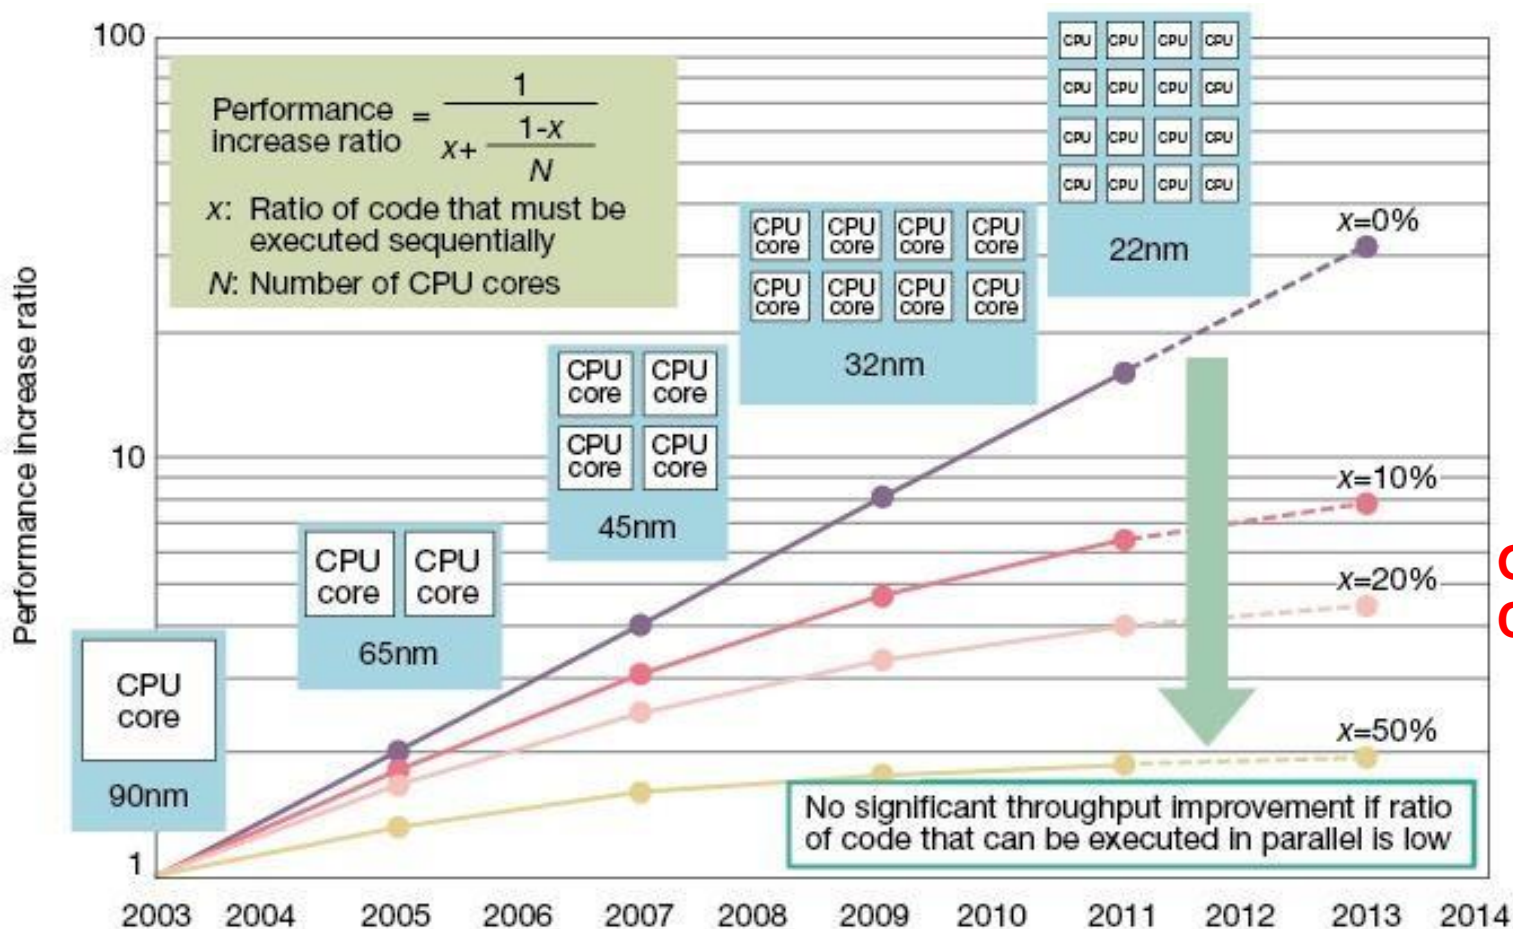 100
Performance increase ratio = 1
x+ 1-x
N
x: Ratio of code that must be
executed sequentially
N: Number of CPU cores
CPU CPU CPU CPU
CPU CPU CPU CPU
CPU CPU CPU CPU
CPU CPU CPU CPU
22nm
x=0%
CPU core CPU core CPU core CPU core
CPU core CPU core CPU core CPU core
32nm
CPU core CPU core
CPU core CPU core
45nm
10
x=10%
CPU core CPU core
65nm
x=20%
CPU core
90nm
x=50%
No significant throughput improvement if ratio
of code that can be executed in parallel is low
1
Performance increase ratio
2003 2004 2005 2006 2007 2008 2009 2010 2011 2012 2013 2014